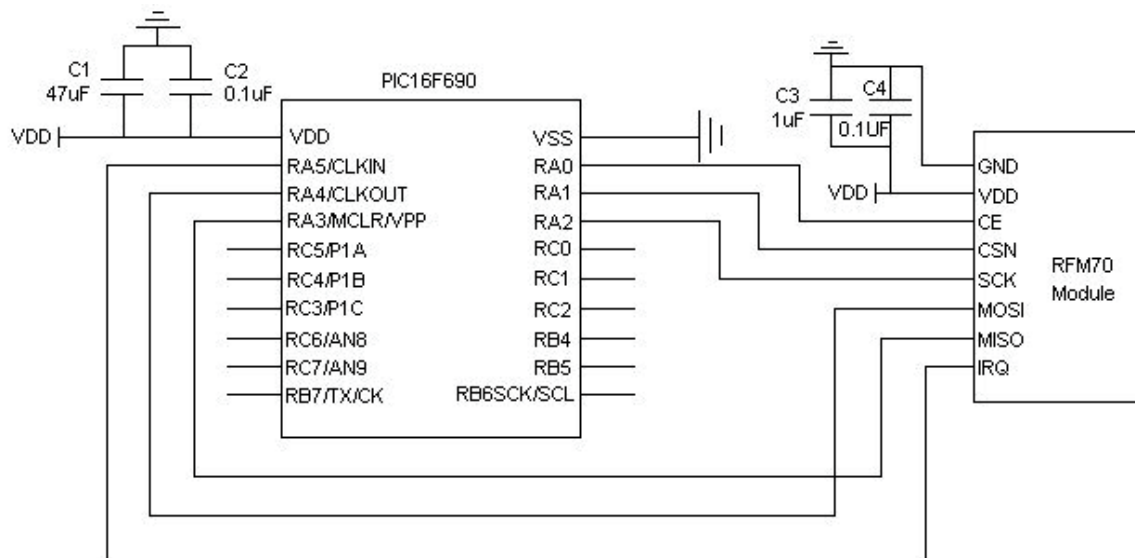 C1
47uF
C2
0.1uF
VDD
PIC16F690
VDD
RA5/CLKIN
RA4/CLKOUT
RA3/MCLR/VPP
RC5/P1A
RC4/P1B
RC3/P1C
RC6/AN8
RC7/AN9
RB7/TX/CK
VSS
RA0
RA1
RA2
RC0
RC1
RC2
RB4
RB5
RB6SCK/SCL
C3
1uF
C4
0.1UF
VDD
GND
VDD
CE
CSN
SCK
MOSI
MISO
IRQ
RFM70
Module